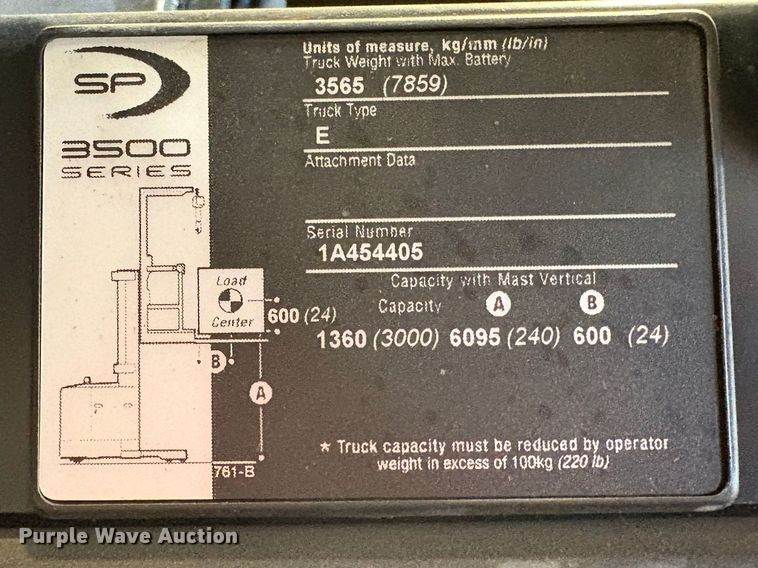 SP
3500
SERIES
Units of measure, kg/mm (lb/in)
Truck Weight with Max. Battery
3565 (7859)
Truck Type
E
Attachment Data
Serial Number
1A454405
Capacity with Mast Vertical
Capacity A B
1360 (3000) 6095 (240) 600 (24)
Load
Center
600 (24)
B
A
761-B
* Truck capacity must be reduced by operator
weight in excess of 100kg (220 lb)
Purple Wave Auction